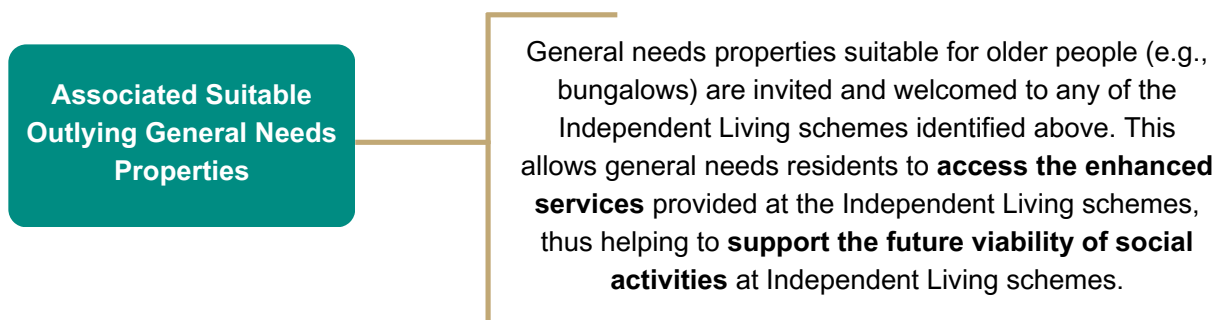 Associated Suitable
Outlying General Needs
Properties
General needs properties suitable for older people (e.g.,
bungalows) are invited and welcomed to any of the
Independent Living schemes identified above. This
allows general needs residents to access the enhanced
services provided at the Independent Living schemes,
thus helping to support the future viability of social
activities at Independent Living schemes.